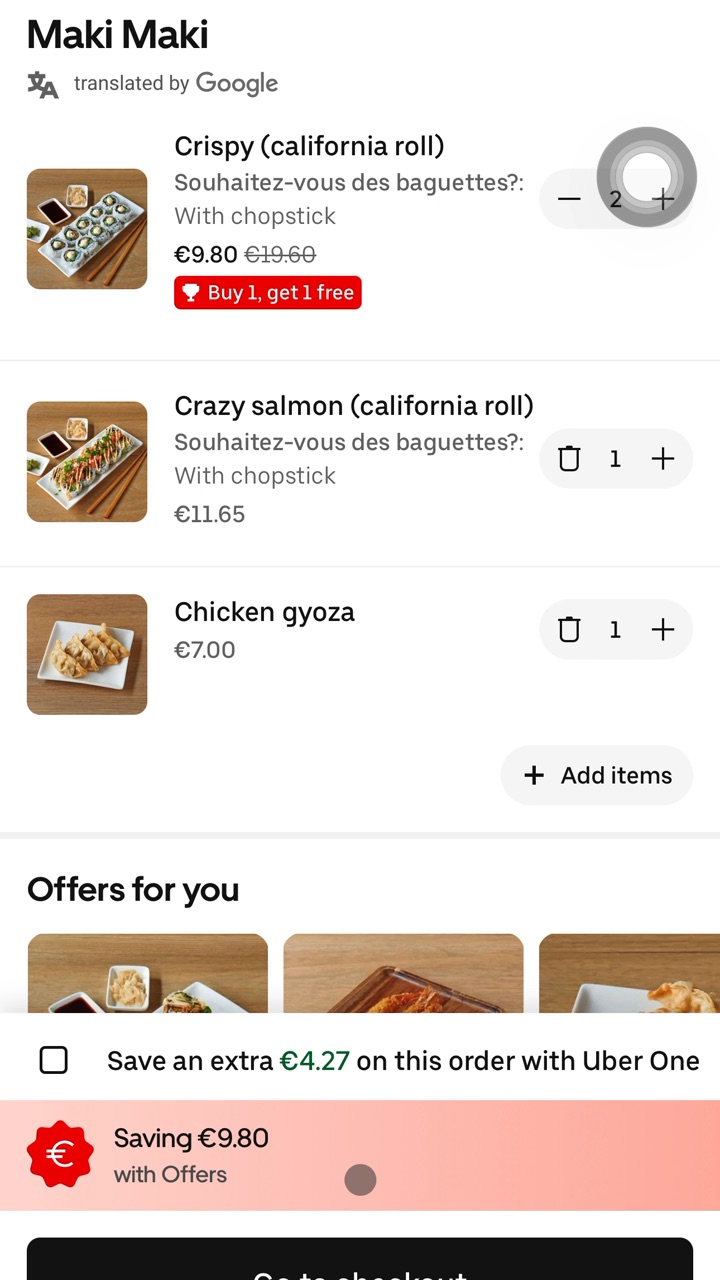 Maki Maki
translated by Google
Crispy (california roll)
Souhaitez-vous des baguettes?:
With chopstick
2
€9.80 €19.60
Buy 1, get 1 free
Crazy salmon (california roll)
Souhaitez-vous des baguettes?:
With chopstick
1
€11.65
Chicken gyoza
1
€7.00
+ Add items
Offers for you
Save an extra €4.27 on this order with Uber One
€
Saving €9.80
with Offers
Go to checkout